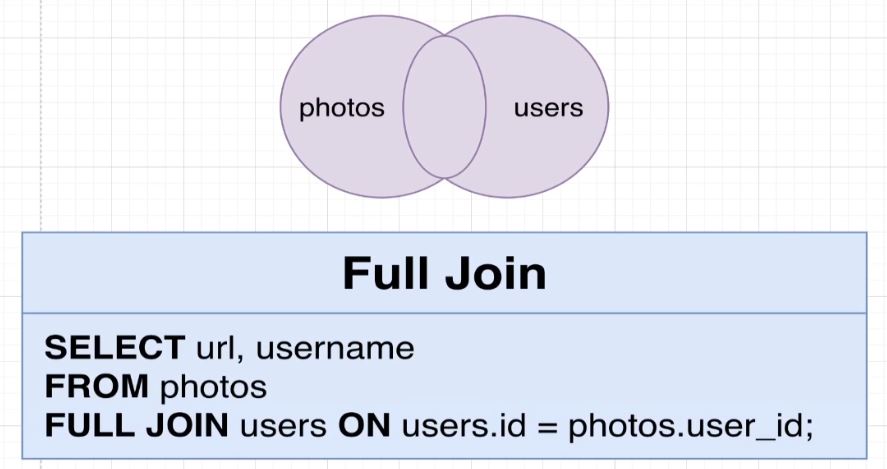 photos users
Full Join
SELECT url, username
FROM photos
FULL JOIN users ON users.id = photos.user_id;